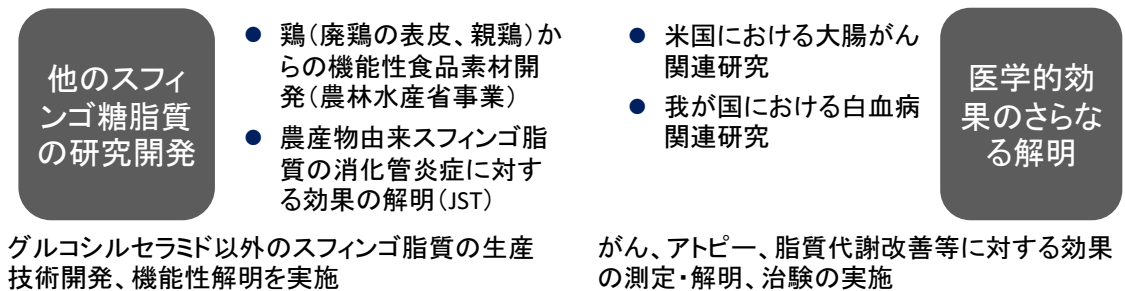 他のスフィ
ンゴ糖脂質
の研究開発
● 鶏（廃鶏の表皮、親鶏）か
らの機能性食品素材開
発（農林水産省事業）
● 農産物由来スフィンゴ脂
質の消化管炎症に対す
る効果の解明（JST）
グルコシルセラミド以外のスフィンゴ脂質の生産
技術開発、機能性解明を実施
● 米国における大腸がん
関連研究
● 我が国における白血病
関連研究
医学的効
果のさらな
る解明
がん、アトピー、脂質代謝改善等に対する効果
の測定・解明、治験の実施